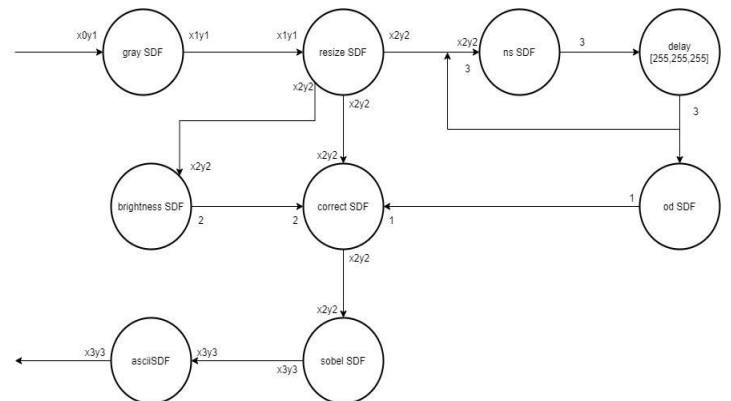 x0y1
gray SDF
x1y1
x1y1
resize SDF
x2y2
x2y2
3
ns SDF
3
delay
[255,255,255]
x2y2
x2y2
3
x2y2
x2y2
brightness SDF
2
2
correct SDF
1
1
od SDF
x2y2
x2y2
asciiSDF
x3y3
x3y3
sobel SDF